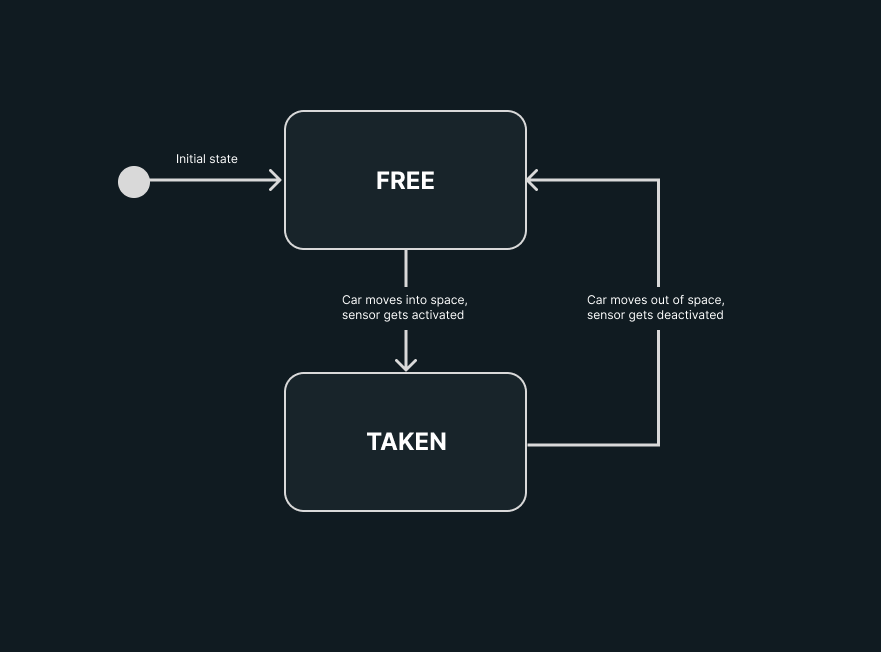 Initial state
FREE
Car moves into space,
sensor gets activated
Car moves out of space,
sensor gets deactivated
TAKEN